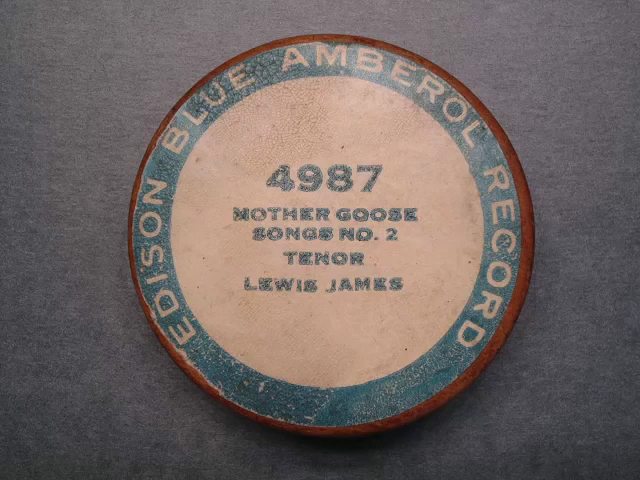 EDISON BLUE AMBEROL RECORD
4987
MOTHER GOOSE
SONGS NO. 2
TENOR
LEWIS JAMES